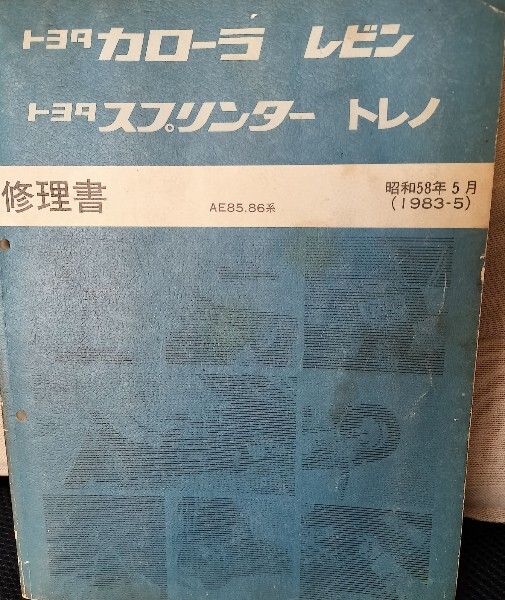 トヨタ カローラ レビン
トヨタ スプリンター トレノ
修理書
AE85.86系
昭和58年5月
(1983-5)